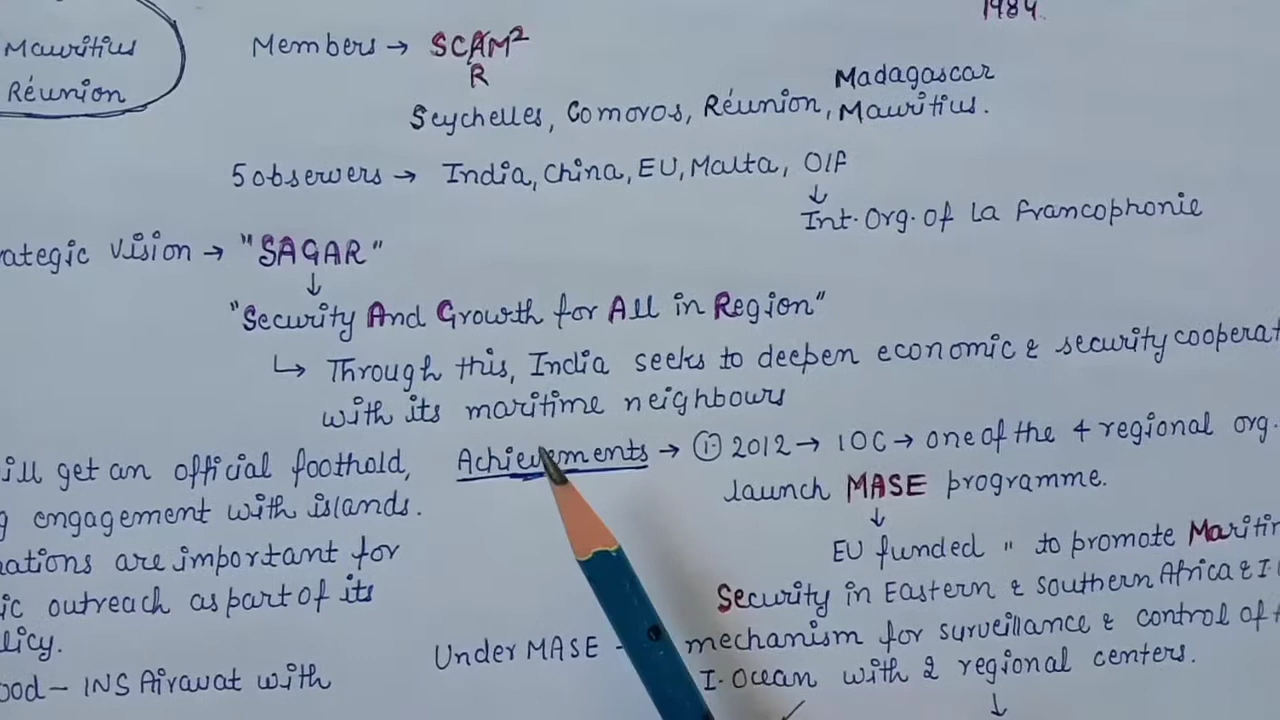 1984.
Mauritius
Réunion
Members → SCAM²
R
Madagascar
Seychelles, Comoros, Réunion, Mauritius.
5 observers → India, China, EU, Malta, OIF
↓
Int. Org. of La Francophonie
rategic Vision → "SAGAR"
↓
"Security And Growth for All in Region"
↳ Through this, India seeks to deepen economic & security cooperat
with its maritime neighbours
ill get an official foothold,
g engagement with islands.
ations are important for
ic outreach as part of its
licy.
ood - INS Airavat with
Achievements → ① 2012 → IOC → one of the 4 regional org.
launch MASE programme.
↓
EU funded " to promote Maritim
Security in Eastern & Southern Africa & I
Under MASE - mechanism for surveillance & control of
I. Ocean with 2 regional centers.
↓